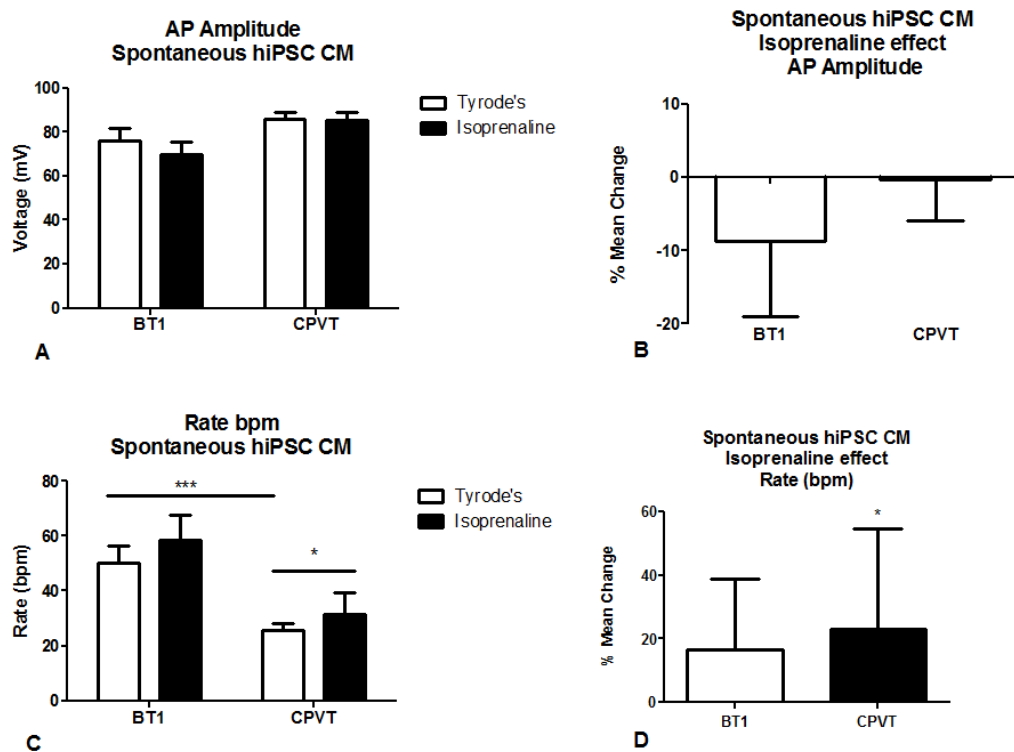 AP Amplitude
Spontaneous hiPSC CM
Voltage (mV)
100
80
60
40
20
0
BT1
CPVT
Tyrode's
Isoprenaline
A
Spontaneous hiPSC CM
Isoprenaline effect
AP Amplitude
% Mean Change
10
0
-10
-20
BT1
CPVT
B
Rate bpm
Spontaneous hiPSC CM
Rate (bpm)
80
60
40
20
0
***
*
BT1
CPVT
Tyrode's
Isoprenaline
C
Spontaneous hiPSC CM
Isoprenaline effect
Rate (bpm)
% Mean Change
60
40
20
0
*
BT1
CPVT
D